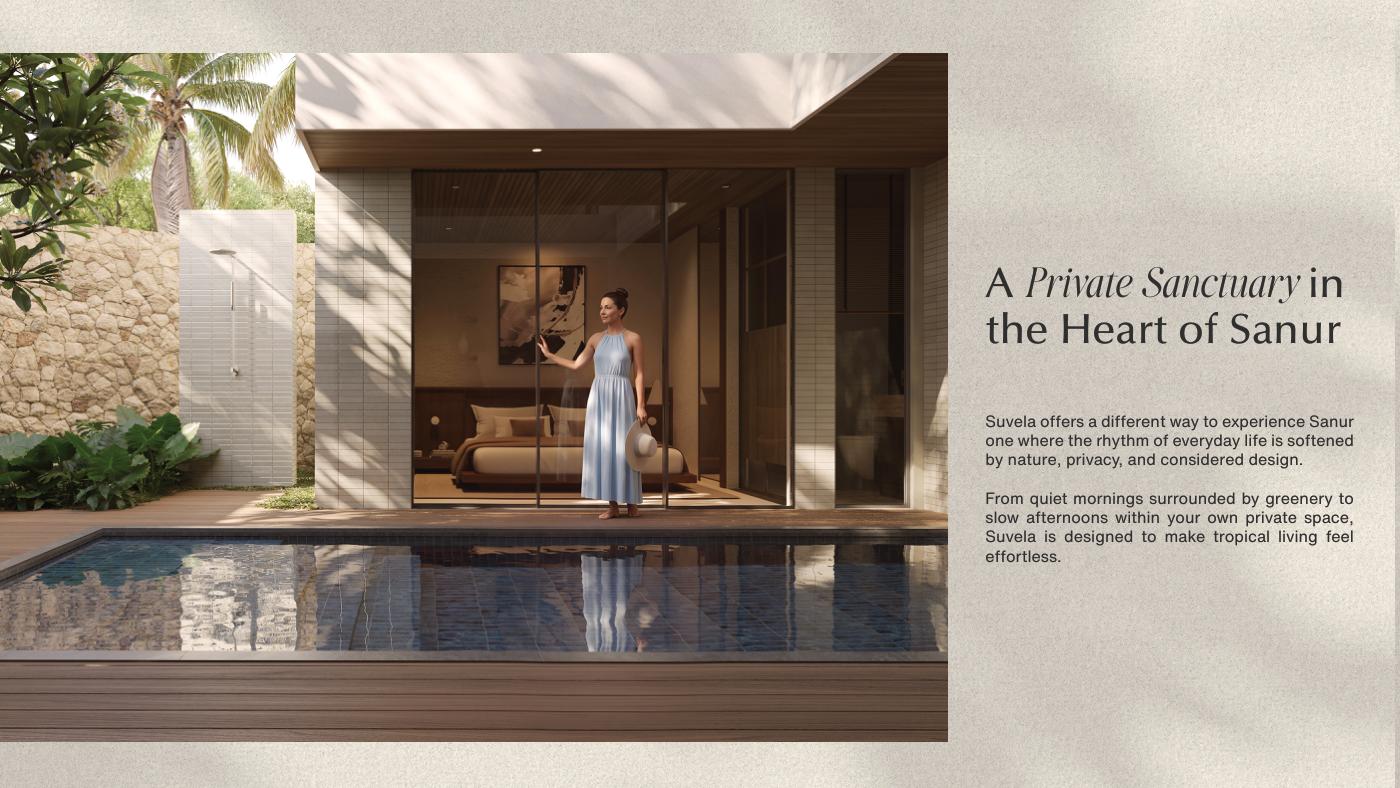 A Private Sanctuary in
the Heart of Sanur
Suvela offers a different way to experience Sanur
one where the rhythm of everyday life is softened
by nature, privacy, and considered design.
From quiet mornings surrounded by greenery to
slow afternoons within your own private space,
Suvela is designed to make tropical living feel
effortless.